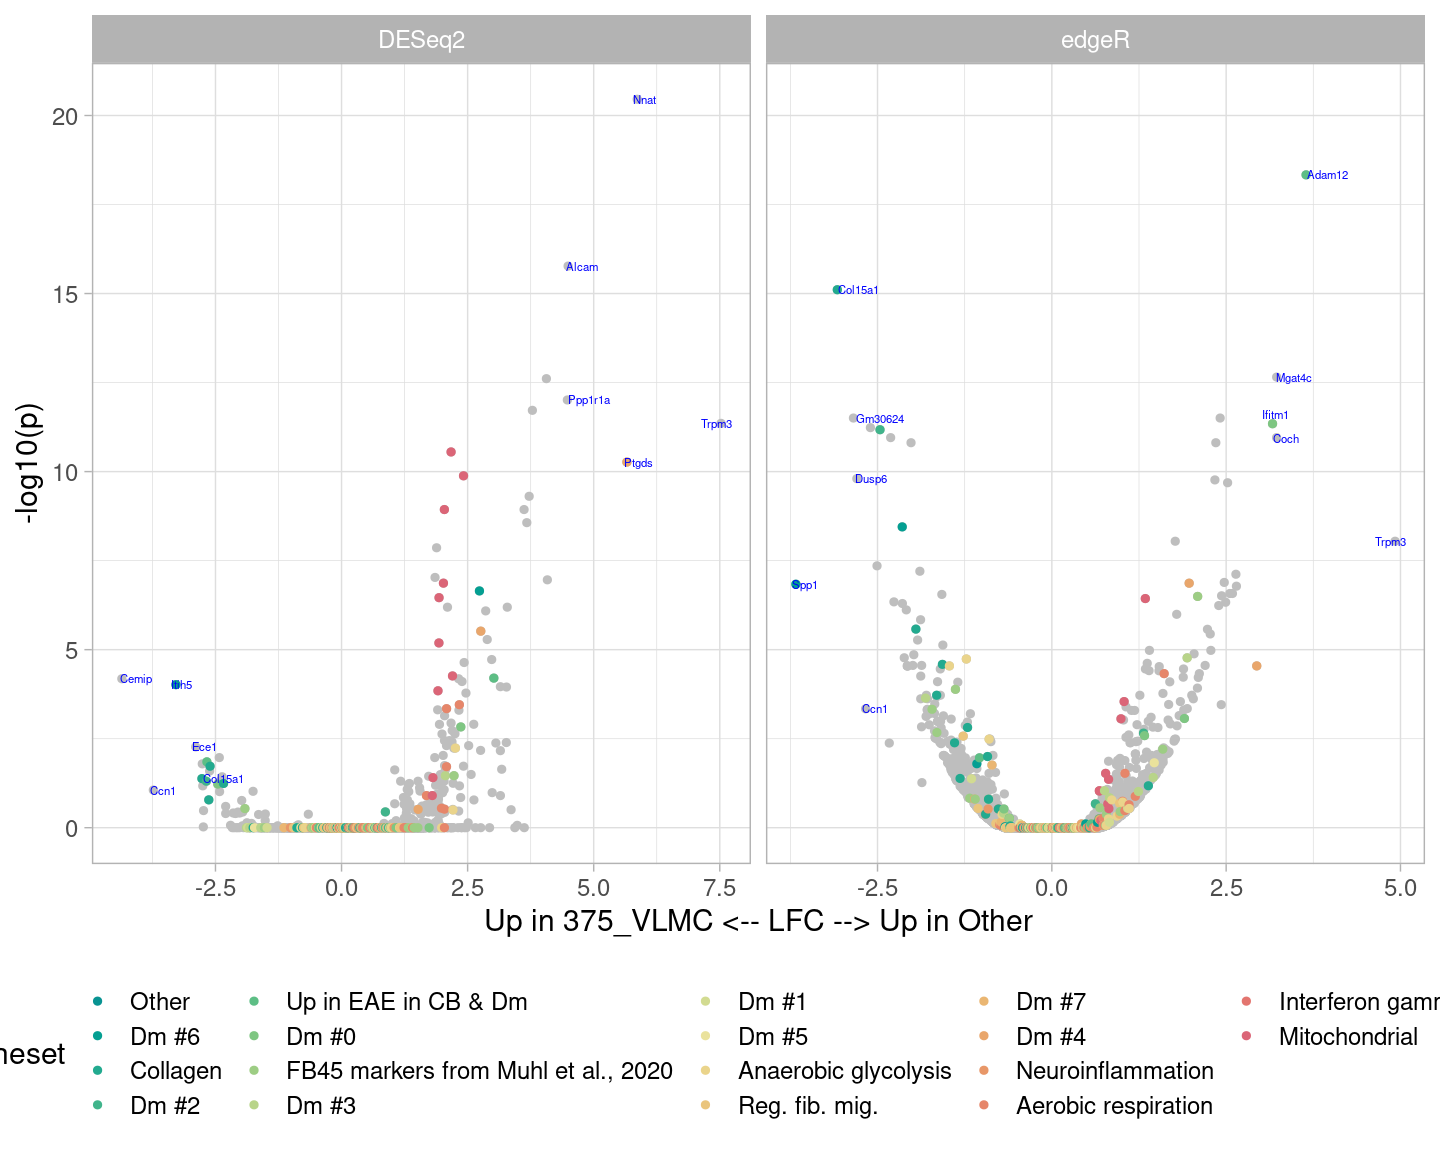 DESeq2
edgeR
20
15
10
5
0
-log10(p)
Nnat
Alcam
Ppp1r1a
Trpm3
Ptgds
Cemip
Itih5
Ece1
Col15a1
Ccn1
Adam12
Col15a1
Mgat4c
Ifitm1
Gm30624
Coch
Dusp6
Trpm3
Spp1
Ccn1
-2.5 0.0 2.5 5.0 7.5
-2.5 0.0 2.5 5.0
Up in 375_VLMC <-- LFC --> Up in Other
neset
Other
Dm #6
Collagen
Dm #2
Up in EAE in CB & Dm
Dm #0
FB45 markers from Muhl et al., 2020
Dm #3
Dm #1
Dm #5
Anaerobic glycolysis
Reg. fib. mig.
Dm #7
Dm #4
Neuroinflammation
Aerobic respiration
Interferon gamr
Mitochondrial